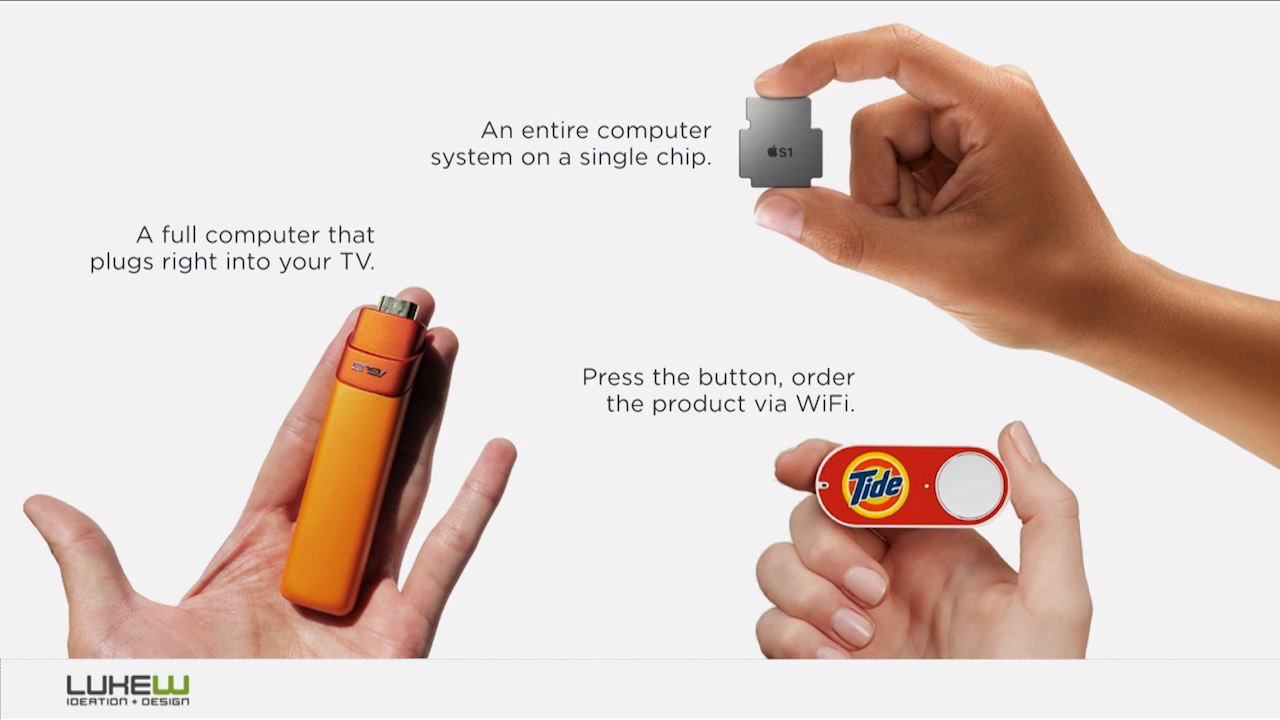 An entire computer
system on a single chip.
S1
A full computer that
plugs right into your TV.
ASUS
Press the button, order
the product via WiFi.
Tide
LUKEW
IDEATION + DESIGN